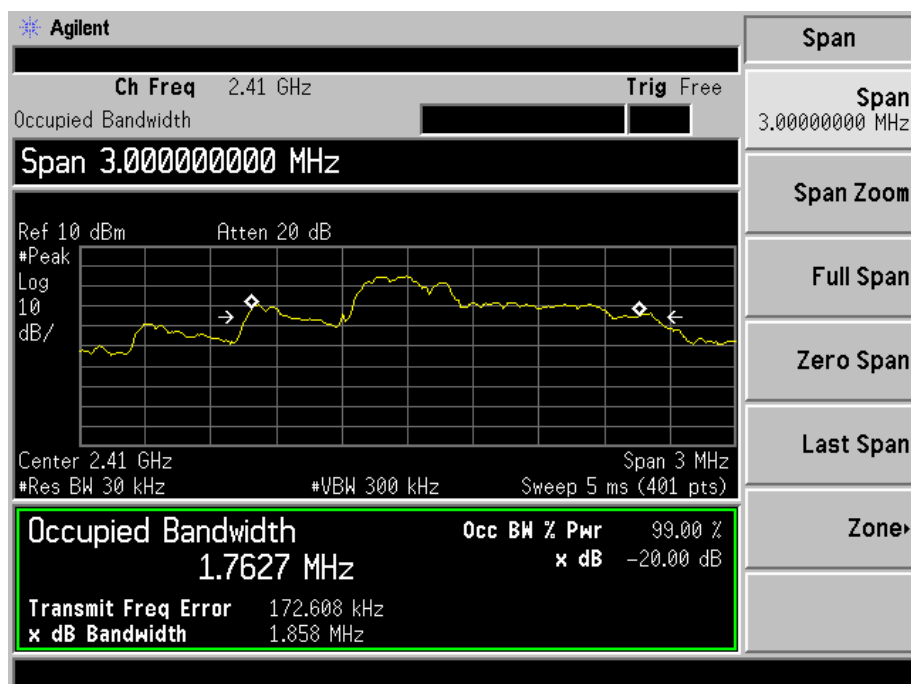 Agilent
Span
Ch Freq 2.41 GHz Trig Free
Occupied Bandwidth
Span
3.00000000 MHz
Span 3.000000000 MHz
Span Zoom
Ref 10 dBm Atten 20 dB
#Peak
Log
10
dB/
Full Span
Zero Span
Last Span
Center 2.41 GHz Span 3 MHz
#Res BW 30 kHz #VBW 300 kHz Sweep 5 ms (401 pts)
Occupied Bandwidth Occ BW % Pwr 99.00 %
1.7627 MHz x dB -20.00 dB
Zone
Transmit Freq Error 172.608 kHz
x dB Bandwidth 1.858 MHz